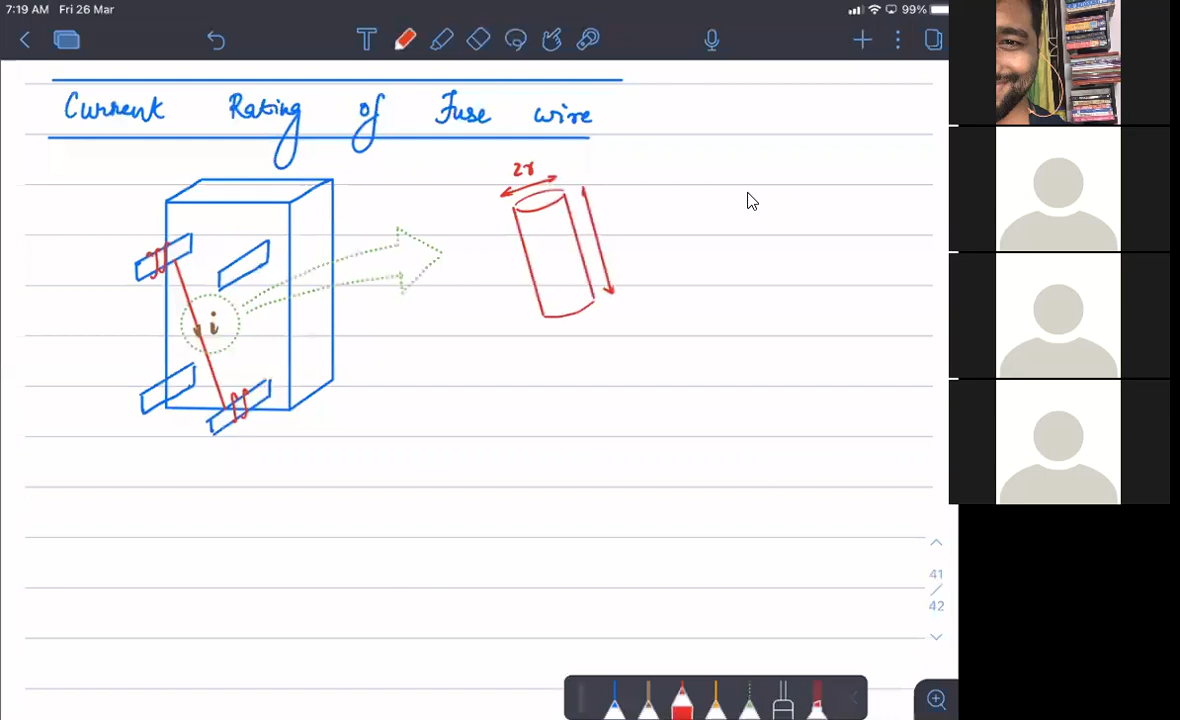 7:19 AM Fri 26 Mar
99%
T
Current Rating of Fuse wire
2r
i
41
/
42